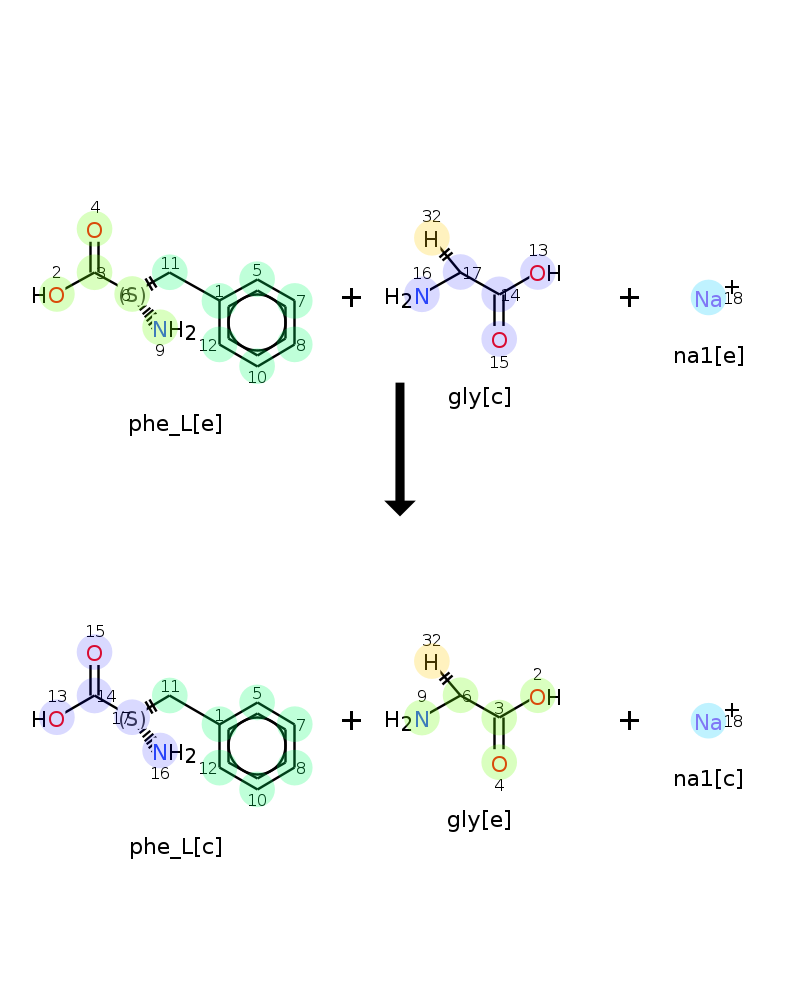 4 2 3 6 (S) 11 1 5 7 8 10 12 9
HO O NH2
+
32 H 16 H2N 17 14 13 OH O 15
+
Na+ 18
phe_L[e]
gly[c]
na1[e]
15 13 14 17 (S) 11 1 5 7 8 10 12 16
HO O NH2
+
32 H 9 H2N 6 3 2 OH O 4
+
Na+ 18
phe_L[c]
gly[e]
na1[c]